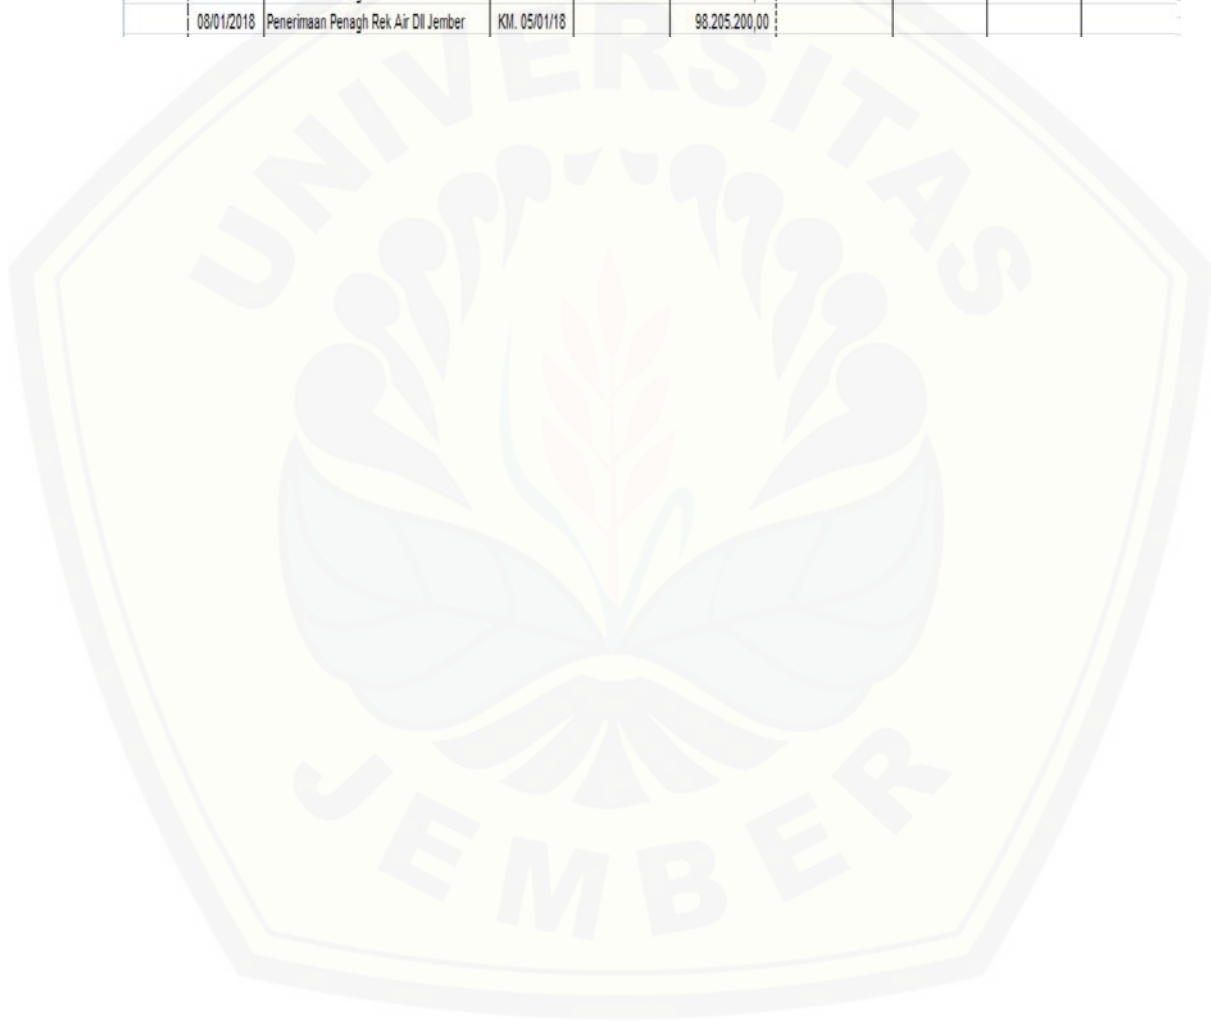 08/01/2018 Penerimaan Penagh Rek Air Dll Jember KM. 05/01/18 98.205.200,00
UNIVERSITAS
JEMBER